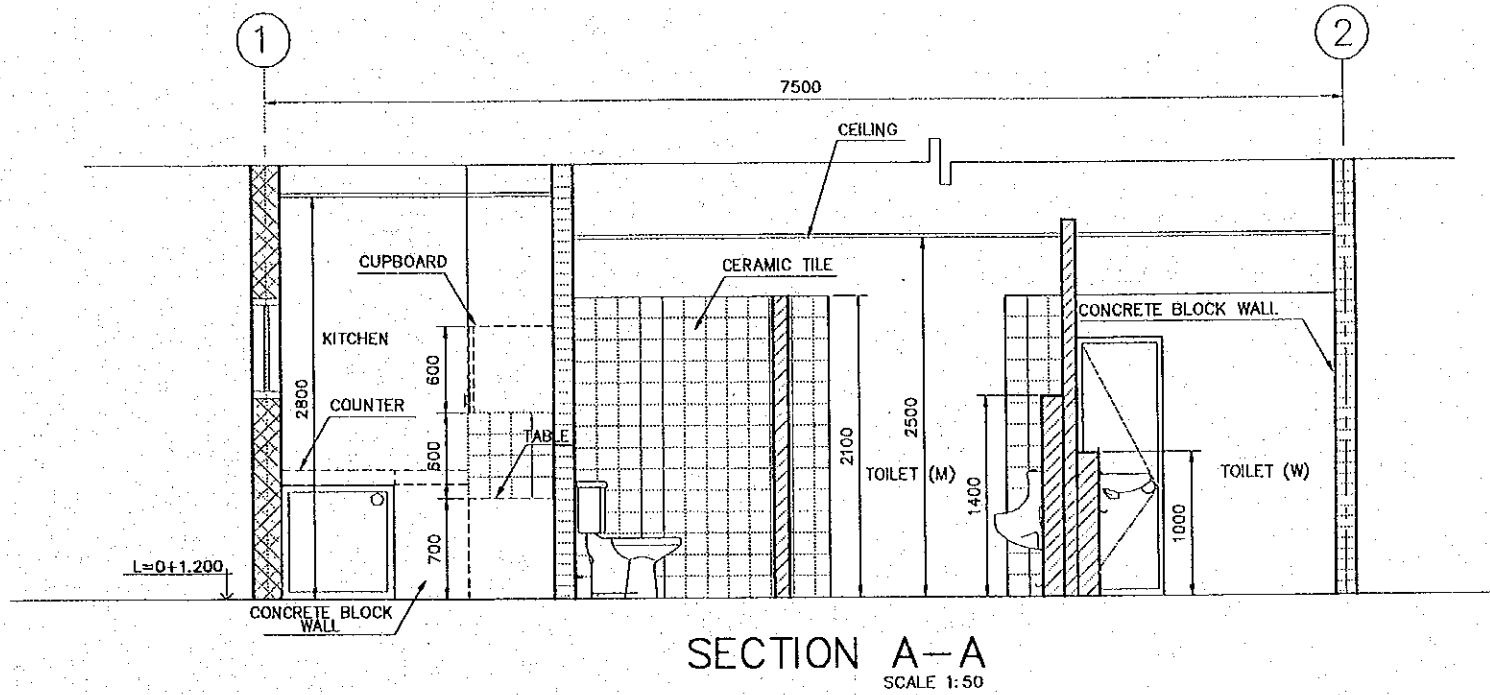 1
2
7500
CEILING
CUPBOARD
CERAMIC TILE
CONCRETE BLOCK WALL
KITCHEN
600
2800
COUNTER
TABLE
600
2100
2500
TOILET (M)
1400
TOILET (W)
1000
700
L=0+1.200
CONCRETE BLOCK
WALL
SECTION A-A
SCALE 1:50